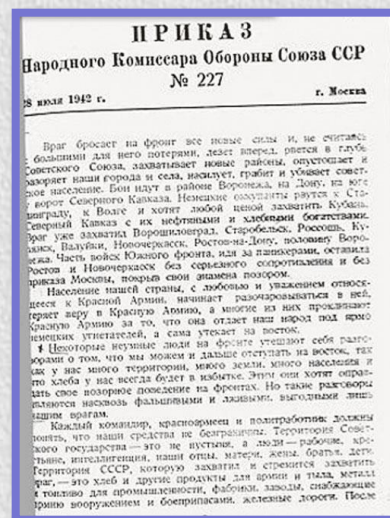 ПРИКАЗ
Народного Комиссара Обороны Союза ССР
№ 227
28 июля 1942 г. г. Москва
Враг бросает на фронт все новые силы и, не считаясь
с большими для него потерями, лезет вперед, рвется в глубь
Советского Союза, захватывает новые районы, опустошает и
разоряет наши города и села, насилует, грабит и убивает совет-
ское население. Бои идут в районе Воронежа, на Дону, на юге
у ворот Северного Кавказа. Немецкие оккупанты рвутся к Ста-
линграду, к Волге и хотят любой ценой захватить Кубань,
Северный Кавказ с их нефтяными и хлебными богатствами.
Враг уже захватил Ворошиловград, Старобельск, Россошь, Ку-
пянск, Валуйки, Новочеркасск, Ростов-на-Дону, половину Воро-
нежа. Часть войск Южного фронта, идя за паникерами, оставила
Ростов и Новочеркасск без серьезного сопротивления и без
приказа Москвы, покрыв свои знамена позором.
Население нашей страны, с любовью и уважением относя-
щееся к Красной Армии, начинает разочаровываться в ней,
теряет веру в Красную Армию, а многие из них проклинают
Красную Армию за то, что она отдает наш народ под ярмо
немецких угнетателей, а сама утекает на восток.
Некоторые неумные люди на фронте утешают себя разго-
ворами о том, что мы можем и дальше отступать на восток, так
как у нас много территории, много земли, много населения и
что хлеба у нас всегда будет в избытке. Этим они хотят оправ-
дать свое позорное поведение на фронтах. Но такие разговоры
являются насквозь фальшивыми и лживыми, выгодными лишь
нашим врагам.
Каждый командир, красноармеец и политработник должны
понять, что наши средства не безграничны. Территория Совет-
ского государства — это не пустыня, а люди — рабочие, кре-
стьяне, интеллигенция, наши отцы, матери, жены, братья, дети.
Территория СССР, которую захватил и стремится захватить
враг, — это хлеб и другие продукты для армии и тыла, металл
и топливо для промышленности, фабрики, заводы, снабжающие
армию вооружением и боеприпасами, железные дороги. После